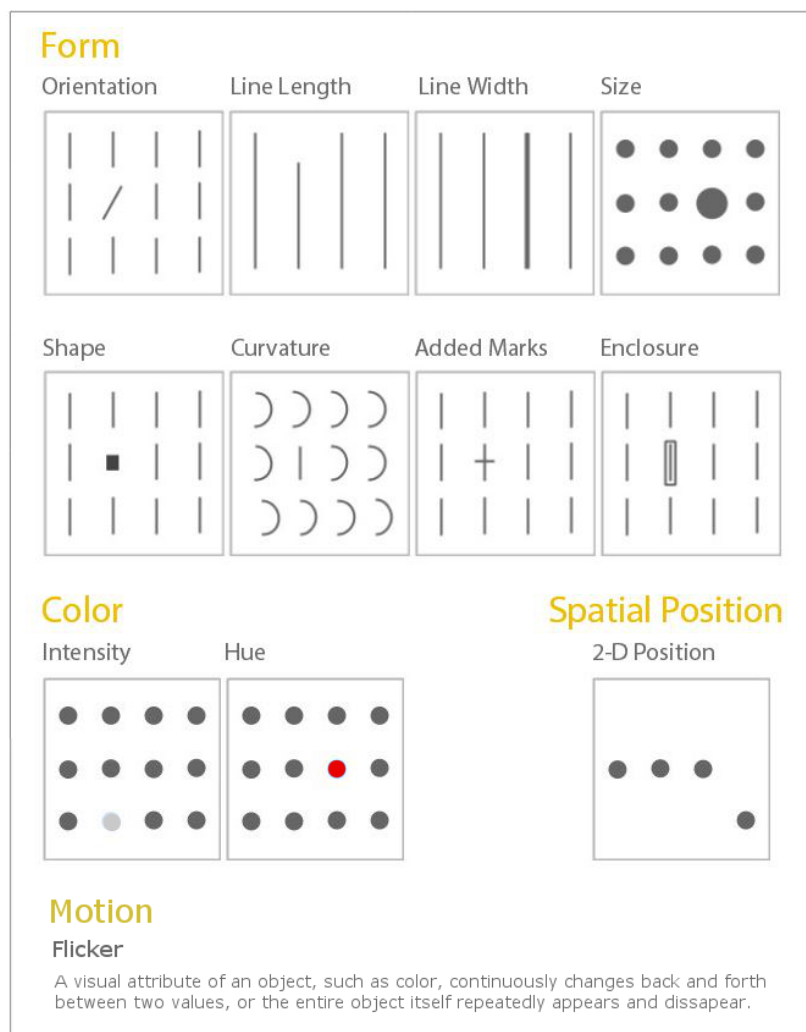 Form
Orientation Line Length Line Width Size
Shape Curvature Added Marks Enclosure
Color Spatial Position
Intensity Hue 2-D Position
Motion
Flicker
A visual attribute of an object, such as color, continuously changes back and forth
between two values, or the entire object itself repeatedly appears and dissapear.